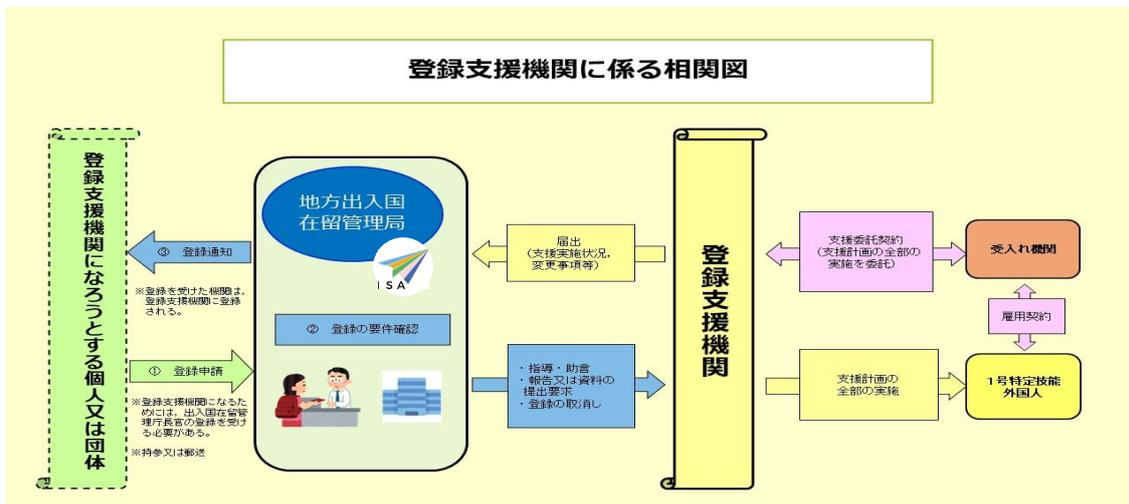 登録支援機関に係る相関図
登録支援機関になろうとする個人又は団体
③ 登録通知
※登録を受けた機関は，
登録支援機関に登録
される。
① 登録申請
※登録支援機関になるた
めには，出入国在留管
理庁長官の登録を受け
る必要がある。
※持参又は郵送
地方出入国
在留管理局
ISA
② 登録の要件確認
届出
(支援実施状況，
変更事項等)
・指導・助言
・報告又は資料の
提出要求
・登録の取消し
登録支援機関
支援委託契約
(支援計画の全部の
実施を委託)
受入れ機関
雇用契約
支援計画の
全部の実施
1号特定技能
外国人